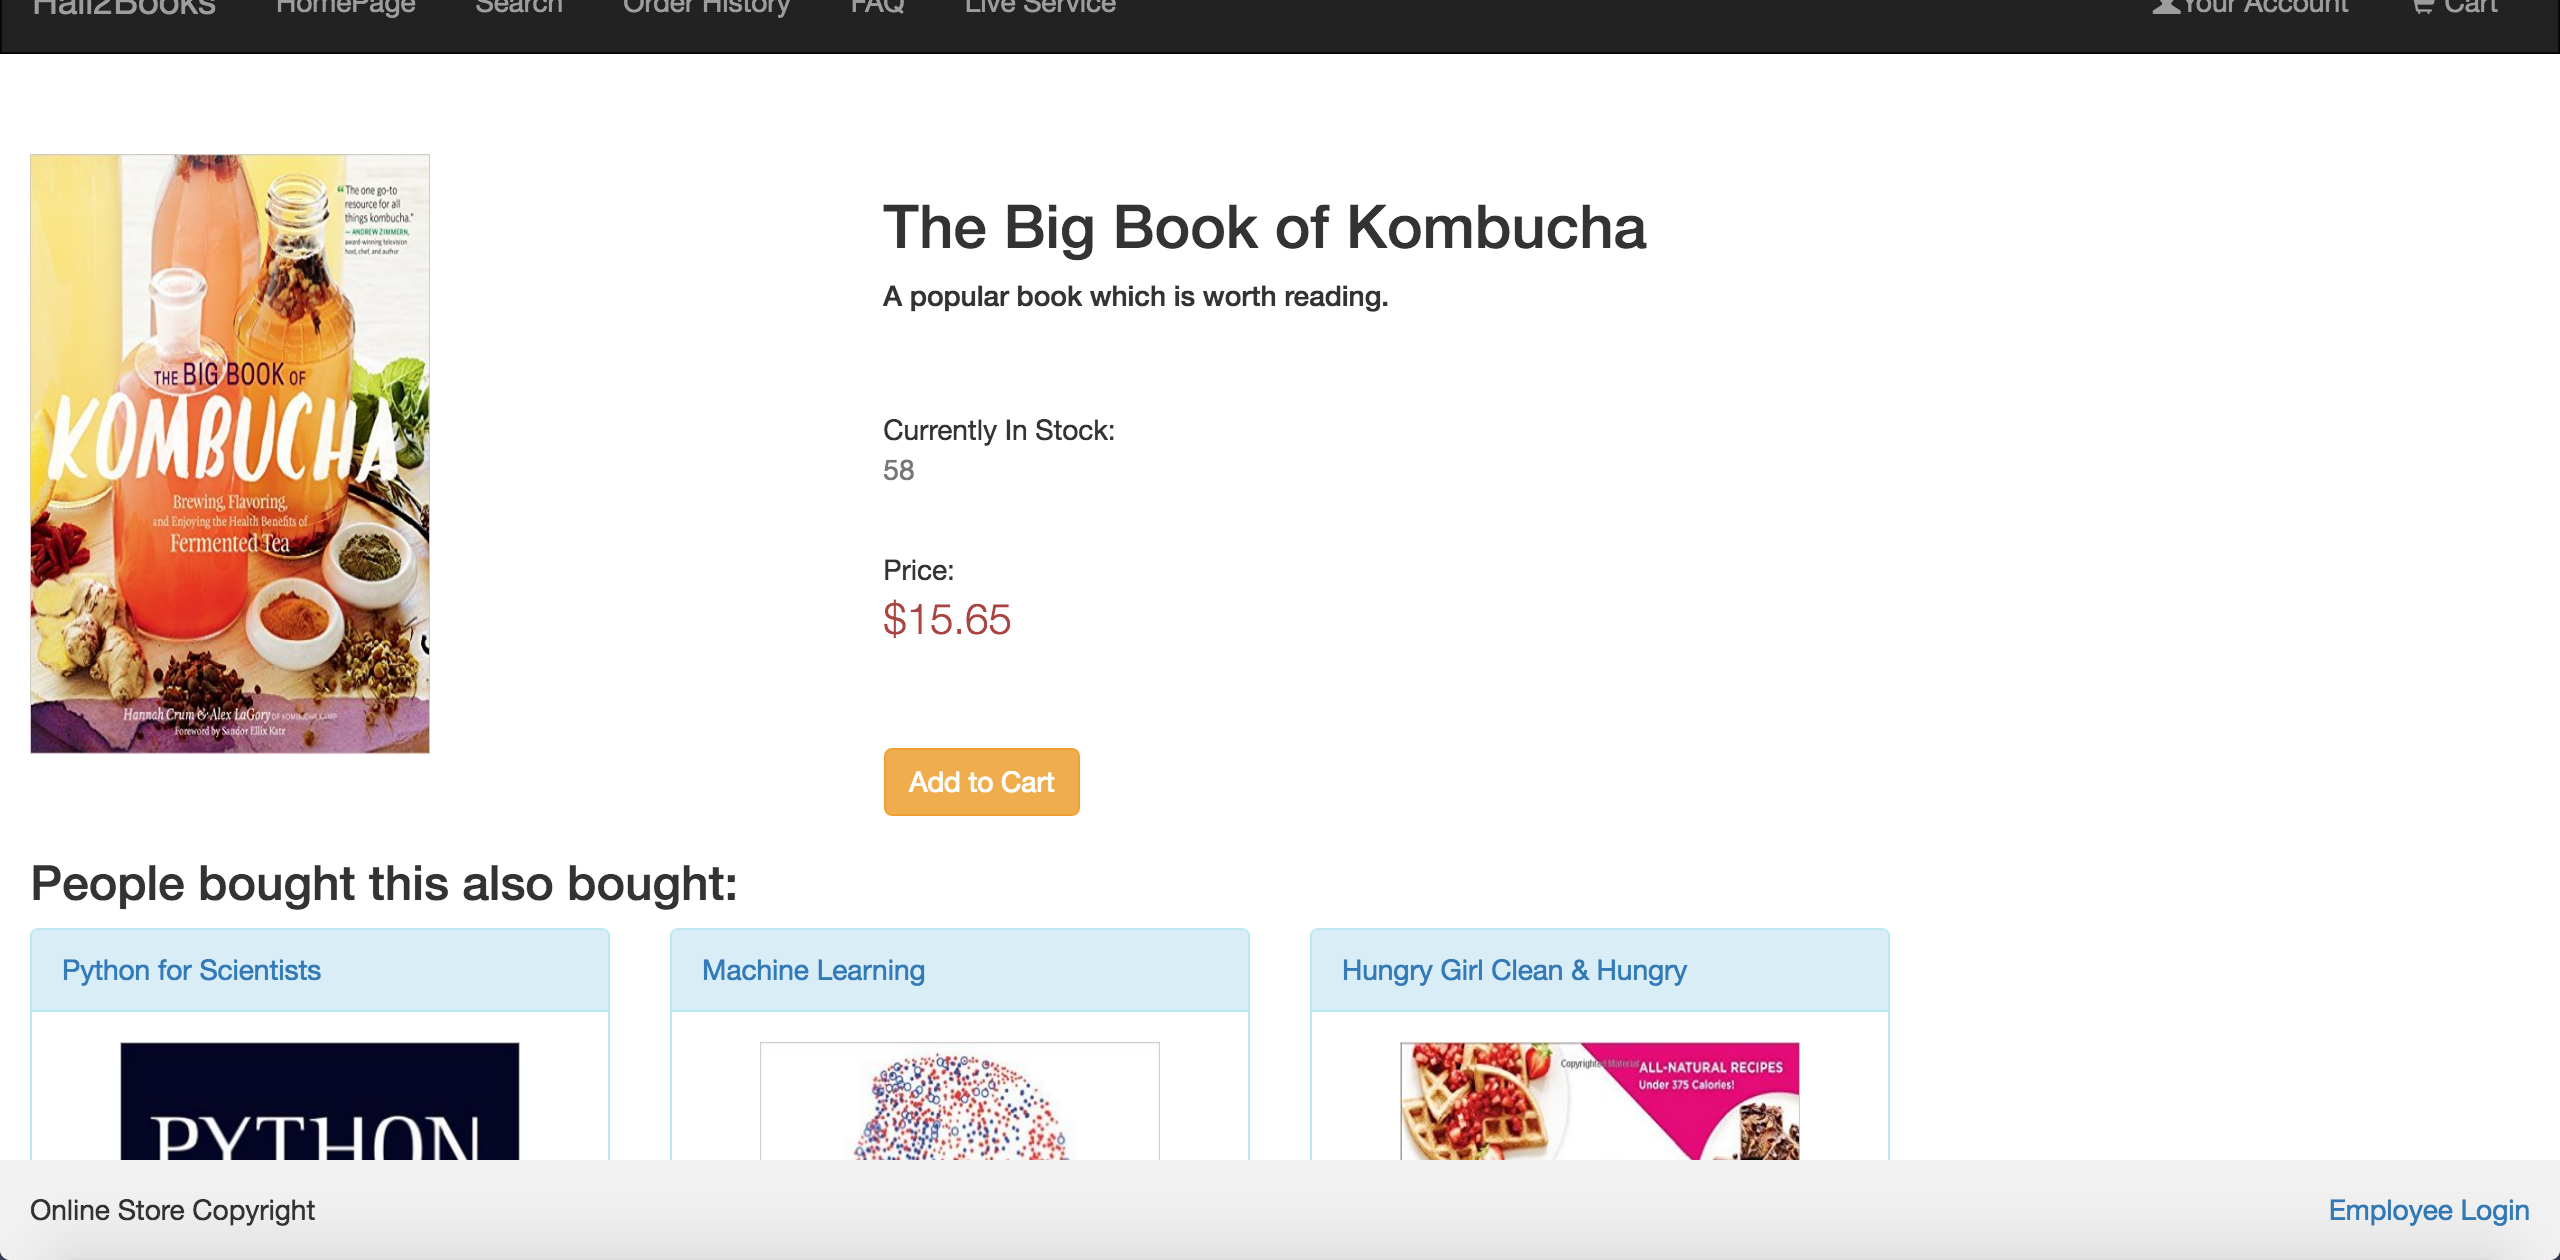 Hall2Books HomePage Search Order History FAQ Live Service Your Account Cart
“The one go-to
resource for all
things kombucha.”
— ANDREW ZIMMERN,
award-winning television
host, chef, and author
THE BIG BOOK OF
KOMBUCHA
Brewing, Flavoring,
and Enjoying the Health Benefits of
Fermented Tea
Hannah Crum & Alex LaGory OF KOMBUCHA KAMP
Foreword by Sandor Ellix Katz
The Big Book of Kombucha
A popular book which is worth reading.
Currently In Stock:
58
Price:
$15.65
Add to Cart
People bought this also bought:
Python for Scientists
PYTHON
Machine Learning
Hungry Girl Clean & Hungry
Copyrighted Material
ALL-NATURAL RECIPES
Under 375 Calories!
Online Store Copyright
Employee Login